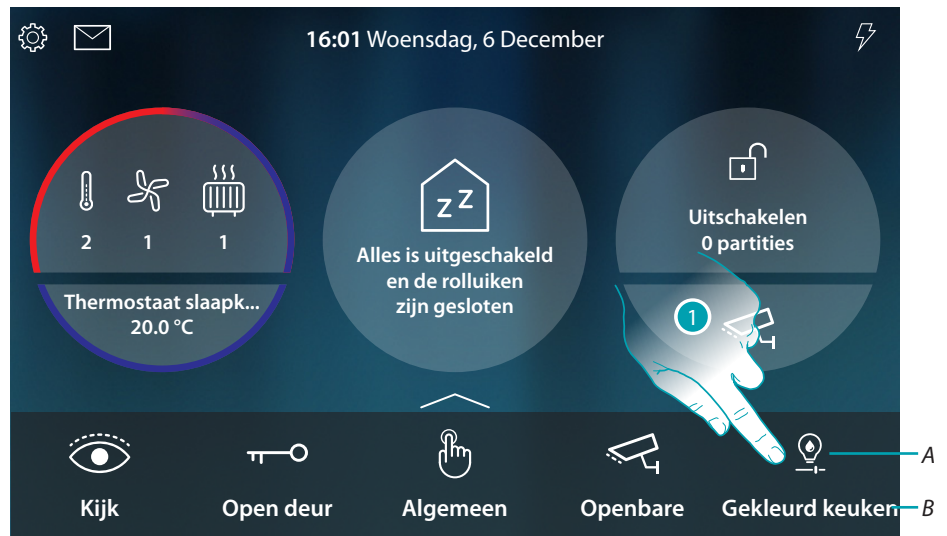 16:01 Woensdag, 6 December
2 1 1
Thermostaat slaapk...
20.0 °C
z Z
Alles is uitgeschakeld
en de rolluiken
zijn gesloten
Uitschakelen
0 partities
1
A
Kijk
Open deur
Algemeen
Openbare
Gekleurd keuken
B